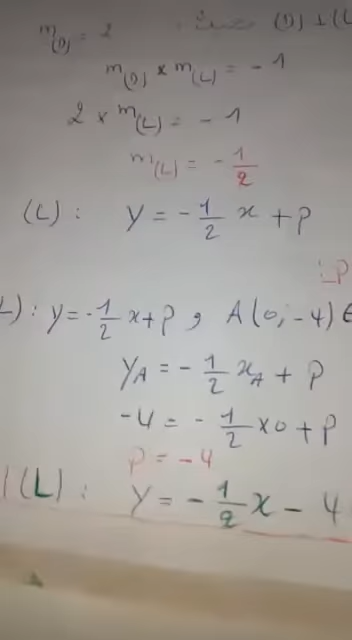 m(D) = 2 : (D) ⊥ (L
m(D) × m(L) = - 1
2 × m(L) = - 1
m(L) = - 1/2
(L) : y = - 1/2 x + p
: p
L) : y = - 1/2 x + p , A(0, -4) ∈
yA = - 1/2 xA + p
-4 = - 1/2 × 0 + p
p = -4
(L) : y = - 1/2 x - 4